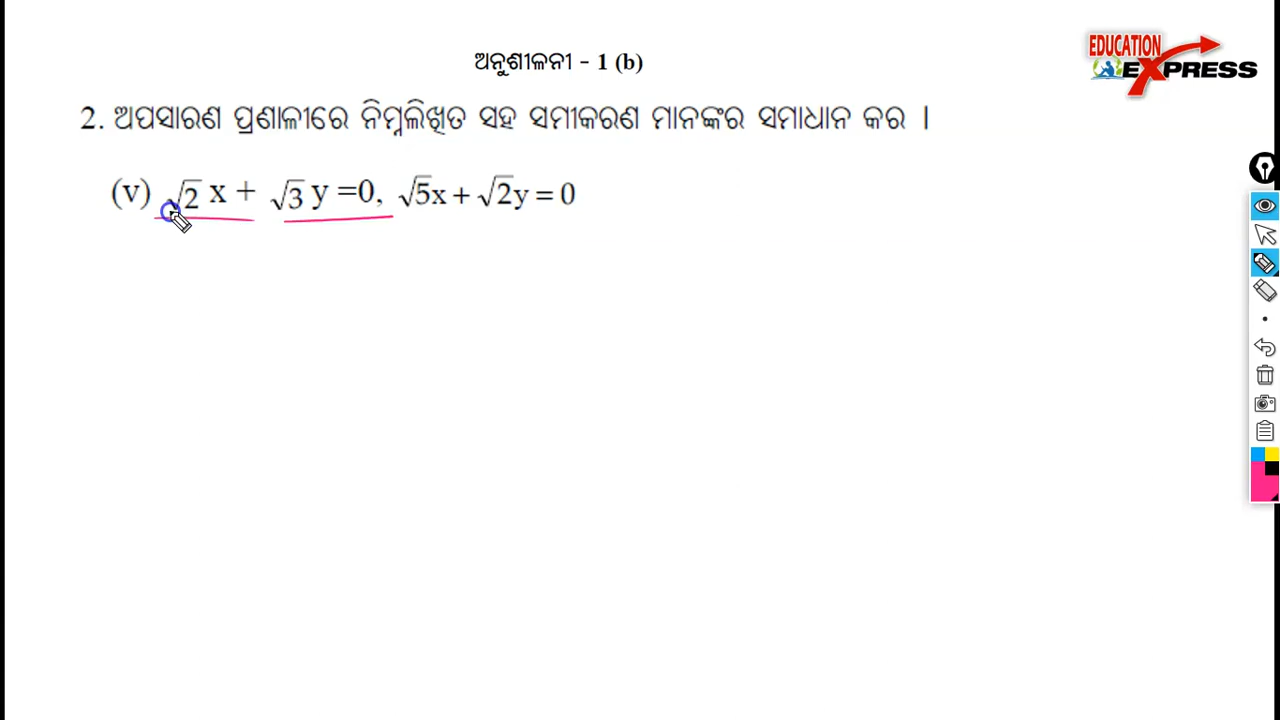 ଅନୁଶୀଳନୀ - 1 (b)
EDUCATION
EXPRESS
2. ଅପସାରଣ ପ୍ରଣାଳୀରେ ନିମ୍ନଲିଖିତ ସହ ସମୀକରଣ ମାନଙ୍କର ସମାଧାନ କର ।
(v) √2 x + √3 y =0, √5x + √2y = 0